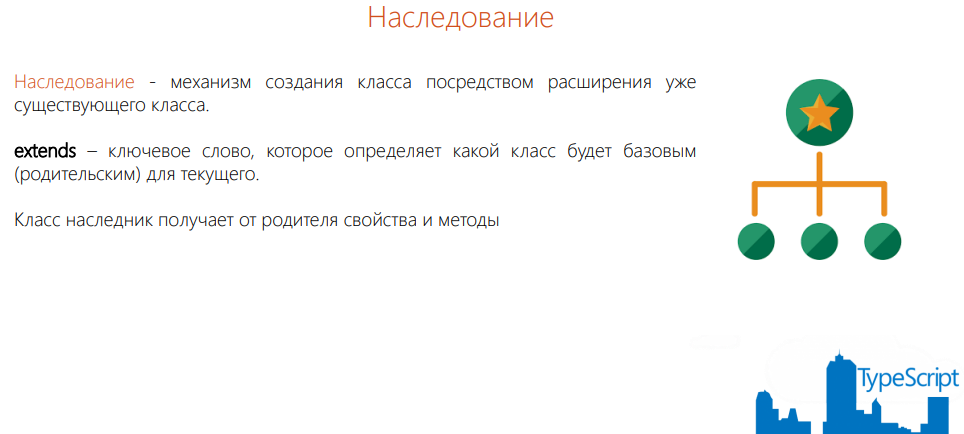 Наследование
Наследование - механизм создания класса посредством расширения уже
существующего класса.
extends – ключевое слово, которое определяет какой класс будет базовым
(родительским) для текущего.
Класс наследник получает от родителя свойства и методы
TypeScript